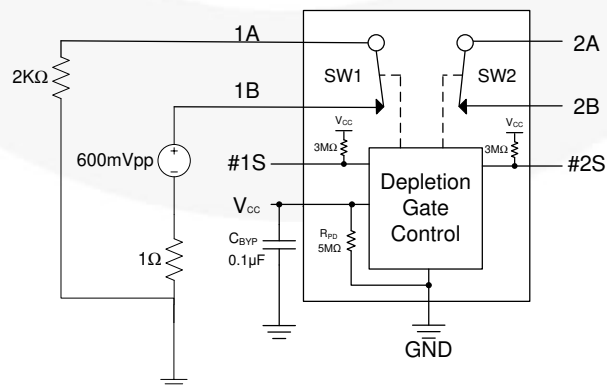 1A
2A
2KΩ
SW1
SW2
1B
2B
V_CC
V_CC
3MΩ
3MΩ
600mVpp
+
−
#1S
#2S
Depletion
Gate
Control
V_CC
C_BYP
0.1µF
R_PD
5MΩ
1Ω
GND